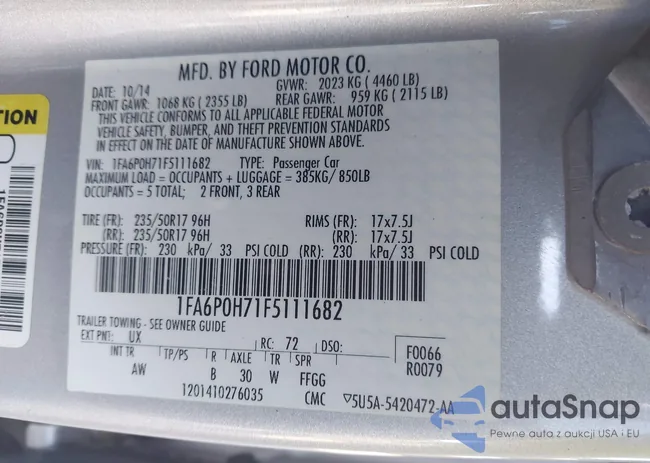 MFD. BY FORD MOTOR CO.
DATE: 10/14 GVWR: 2023 KG ( 4460 LB)
FRONT GAWR: 1068 KG ( 2355 LB) REAR GAWR: 959 KG ( 2115 LB)
THIS VEHICLE CONFORMS TO ALL APPLICABLE FEDERAL MOTOR
VEHICLE SAFETY, BUMPER, AND THEFT PREVENTION STANDARDS
IN EFFECT ON THE DATE OF MANUFACTURE SHOWN ABOVE.
VIN: 1FA6P0H71F5111682 TYPE: Passenger Car
MAXIMUM LOAD = OCCUPANTS + LUGGAGE = 385KG/ 850LB
OCCUPANTS = 5 TOTAL; 2 FRONT, 3 REAR
TIRE (FR): 235/50R17 96H RIMS (FR): 17x7.5J
(RR): 235/50R17 96H (RR): 17x7.5J
PRESSURE (FR): 230 kPa/ 33 PSI COLD (RR): 230 kPa/ 33 PSI COLD
1FA6P0H71F5111682
TRAILER TOWING - SEE OWNER GUIDE
EXT PNT: UX RC: 72 DSO: F0066
INT TR TP/PS R AXLE TR SPR R0079
AW B 30 W FFGG
1201410276035 CMC ▽5U5A-5420472-AA
autaSnap
Pewne auta z aukcji USA i EU